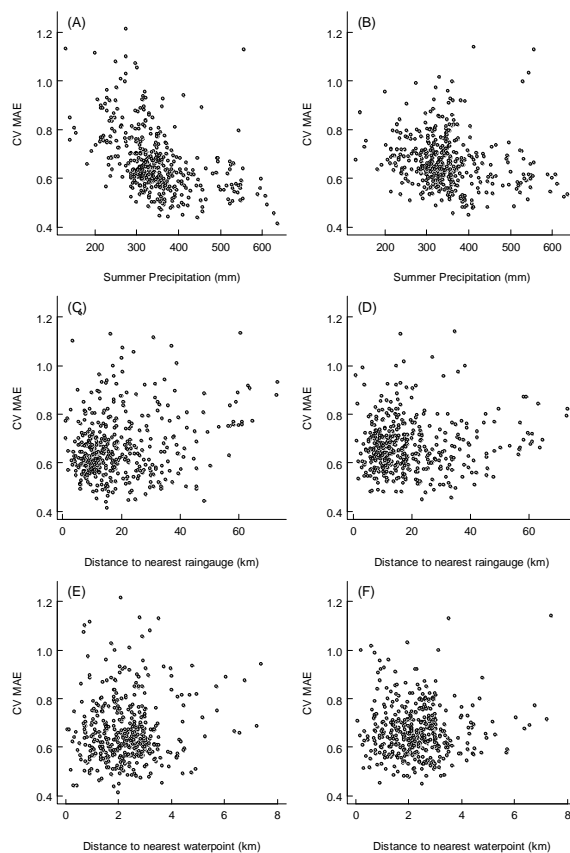 (A)
1.2
1.0
0.8
0.6
0.4
CV MAE
200 300 400 500 600
Summer Precipitation (mm)
(B)
1.2
1.0
0.8
0.6
0.4
CV MAE
200 300 400 500 600
Summer Precipitation (mm)
(C)
1.2
1.0
0.8
0.6
0.4
CV MAE
0 20 40 60
Distance to nearest raingauge (km)
(D)
1.2
1.0
0.8
0.6
0.4
CV MAE
0 20 40 60
Distance to nearest raingauge (km)
(E)
1.2
1.0
0.8
0.6
0.4
CV MAE
0 2 4 6 8
Distance to nearest waterpoint (km)
(F)
1.2
1.0
0.8
0.6
0.4
CV MAE
0 2 4 6 8
Distance to nearest waterpoint (km)